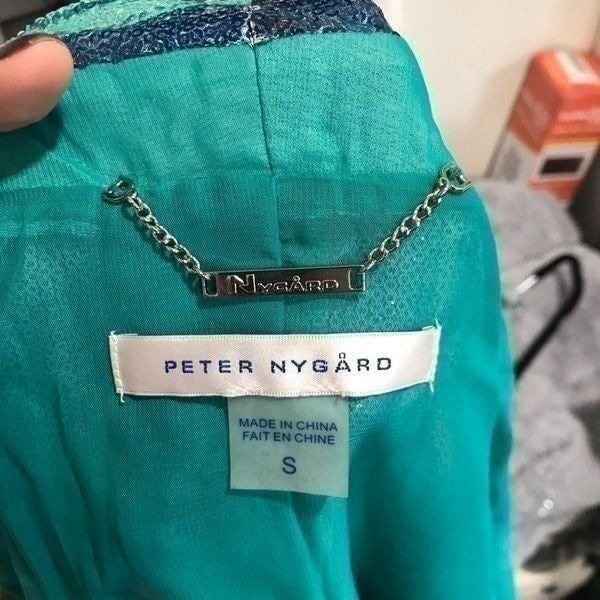 NYGÅRD
PETER NYGÅRD
MADE IN CHINA
FAIT EN CHINE
S